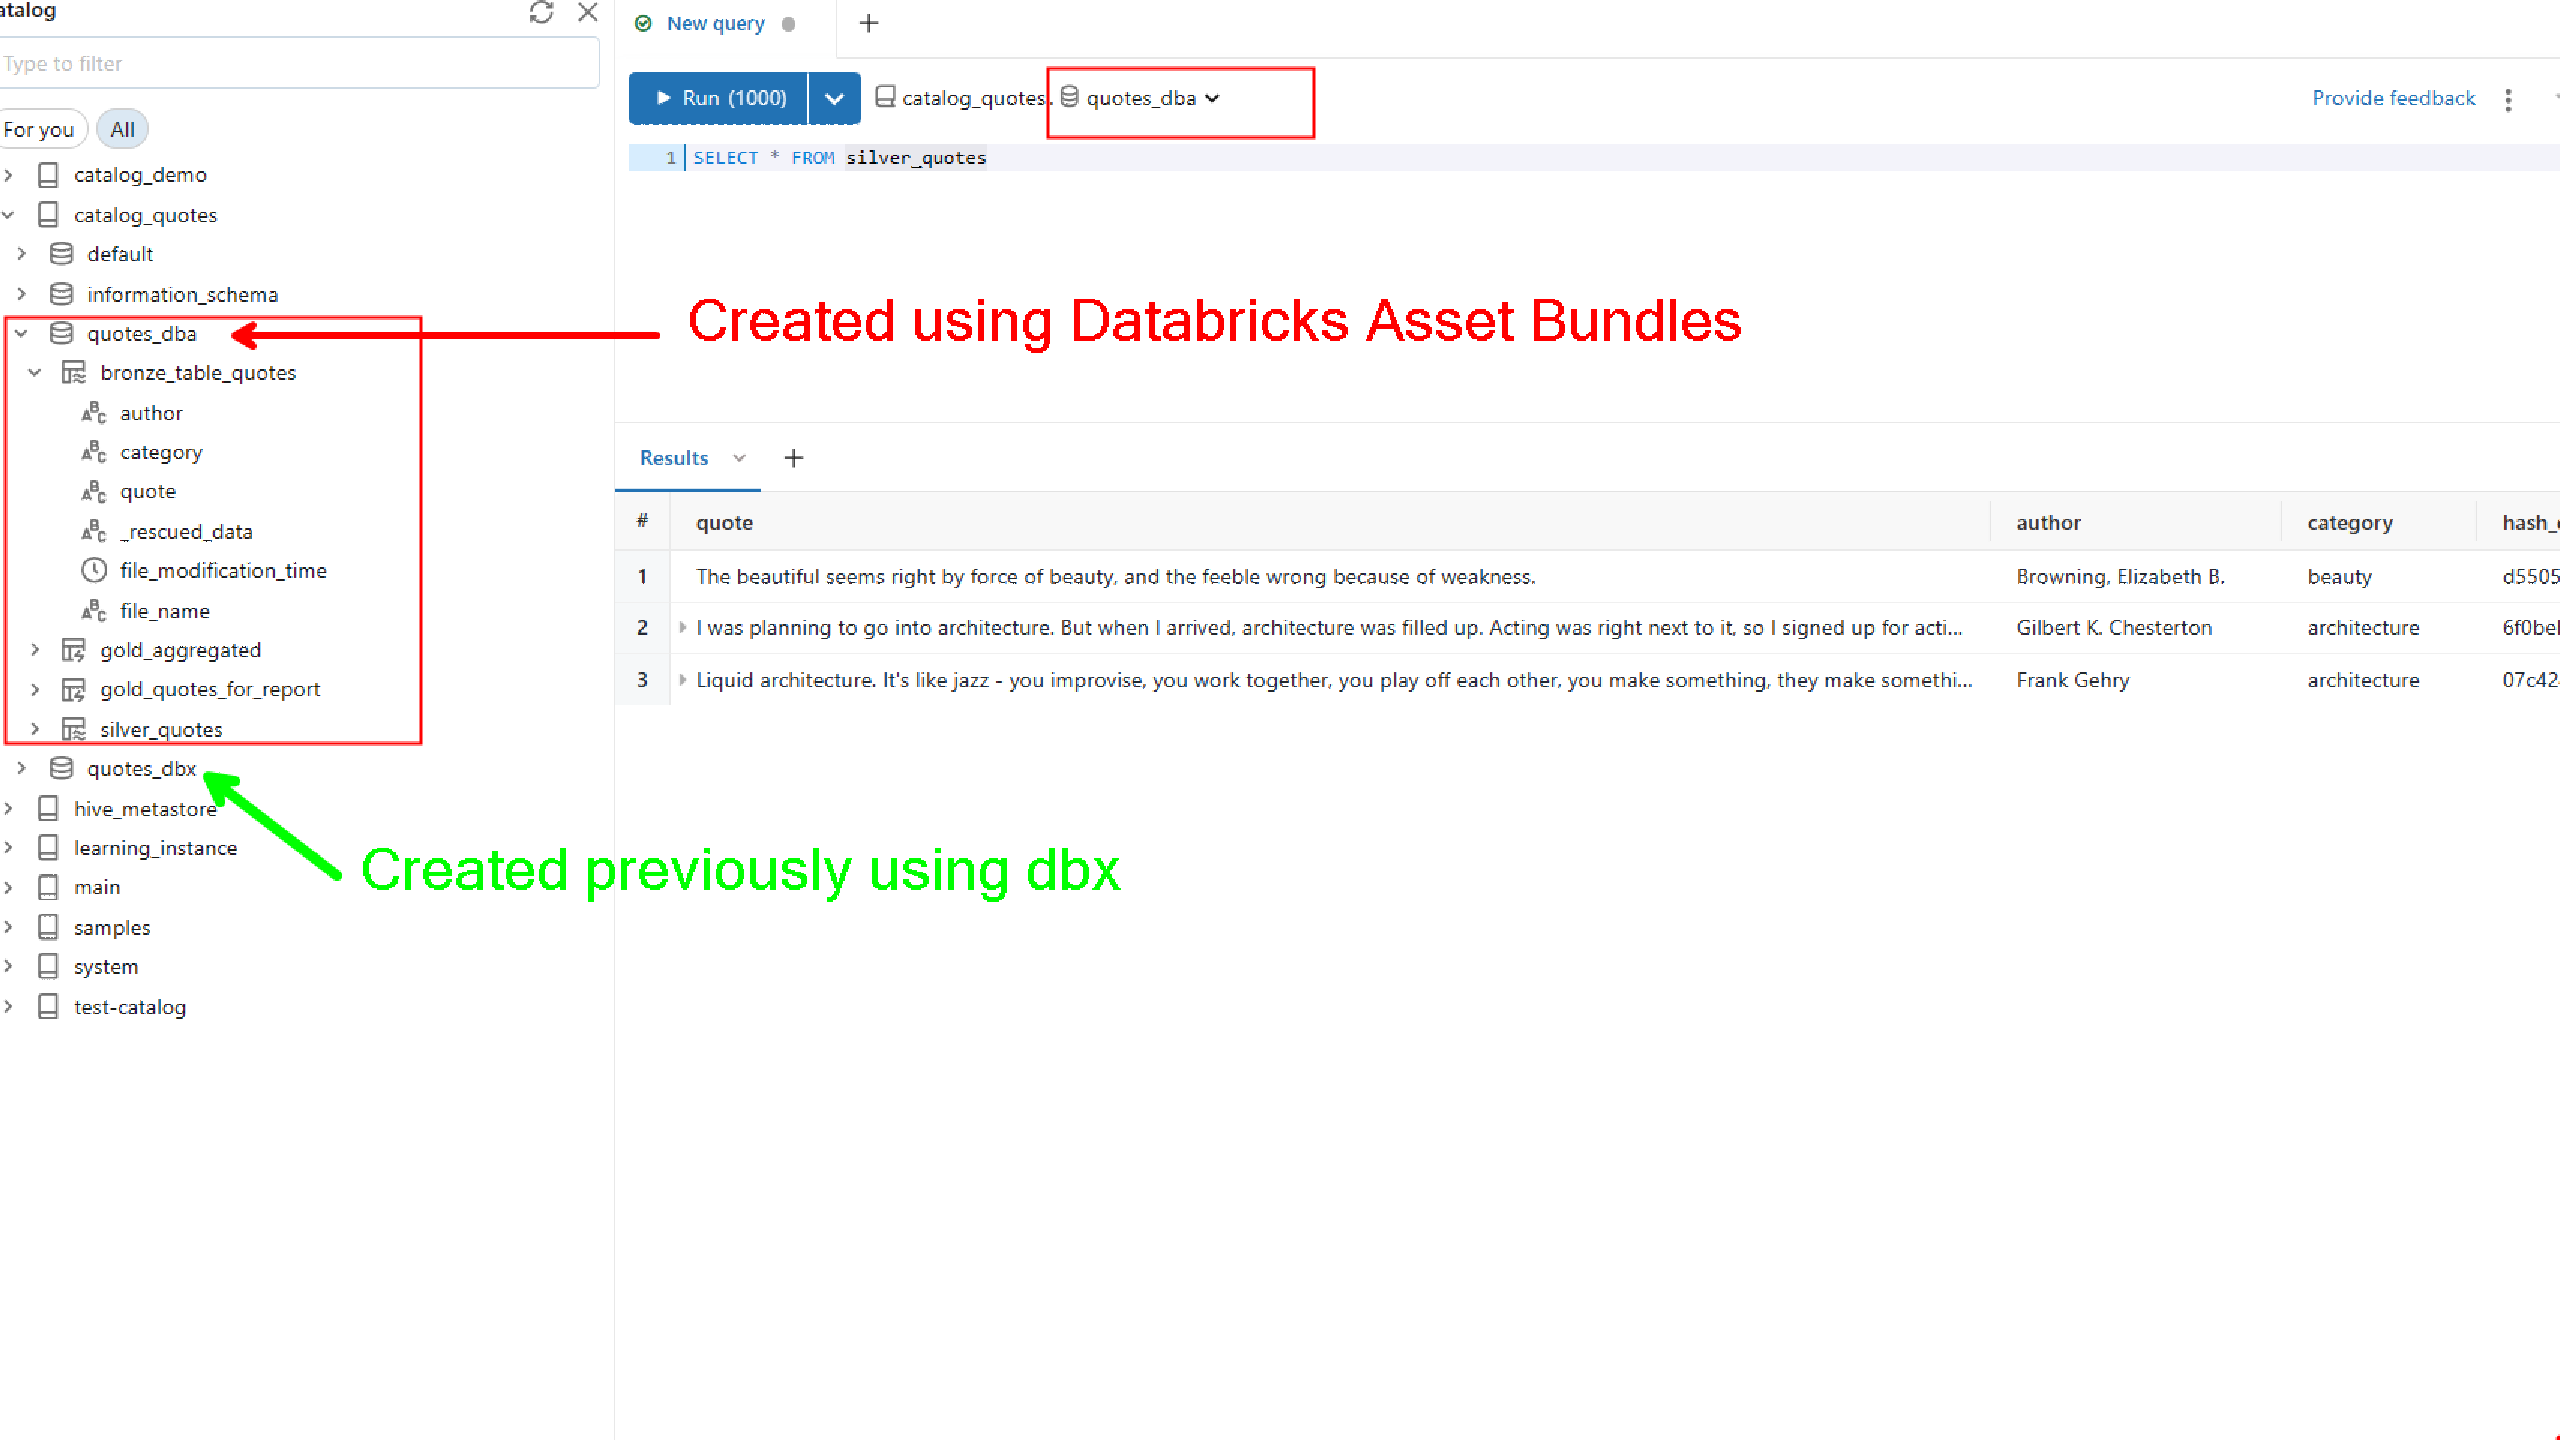 atalog
Type to filter
For you
All
catalog_demo
catalog_quotes
default
information_schema
quotes_dba
bronze_table_quotes
author
category
quote
_rescued_data
file_modification_time
file_name
gold_aggregated
gold_quotes_for_report
silver_quotes
quotes_dbx
hive_metastore
learning_instance
main
samples
system
test-catalog
New query
Run (1000)
catalog_quotes. quotes_dba
Provide feedback
1 SELECT * FROM silver_quotes
Created using Databricks Asset Bundles
Results
# quote author category hash_
1 The beautiful seems right by force of beauty, and the feeble wrong because of weakness. Browning, Elizabeth B. beauty d5505
2 I was planning to go into architecture. But when I arrived, architecture was filled up. Acting was right next to it, so I signed up for acti... Gilbert K. Chesterton architecture 6f0be
3 Liquid architecture. It's like jazz - you improvise, you work together, you play off each other, you make something, they make somethi... Frank Gehry architecture 07c42
Created previously using dbx